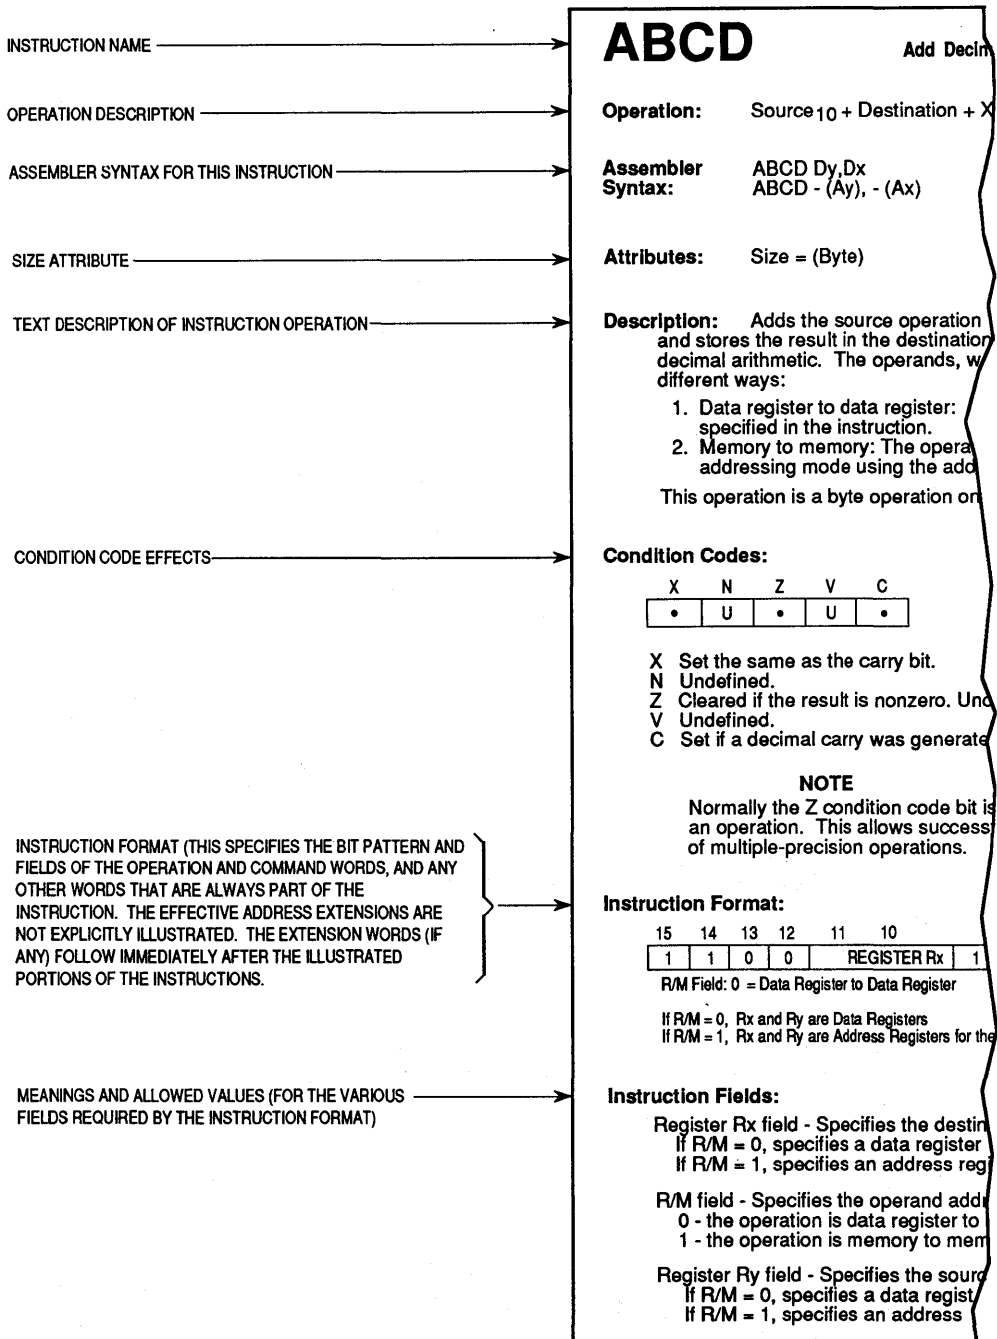 INSTRUCTION NAME
ABCD
Add
OPERATION DESCRIPTION
Operation: Source10 + Destination + X
ASSEMBLER SYNTAX FOR THIS INSTRUCTION
Assembler Syntax:
ABCD Dy,Dx
ABCD - (Ay), - (Ax)
SIZE ATTRIBUTE
Attributes: Size = (Byte)
TEXT DESCRIPTION OF INSTRUCTION OPERATION
Description: Adds the source operation
and stores the result in the destination
decimal arithmetic. The operands,
different ways:
1. Data register to data register:
specified in the instruction.
2. Memory to memory: The opera
addressing mode using the add
This operation is a byte operation on
CONDITION CODE EFFECTS
Condition Codes:
X N Z V C
• U • U •
X Set the same as the carry bit.
N Undefined.
Z Cleared if the result is nonzero. Unc
V Undefined.
C Set if a decimal carry was generate
NOTE
Normally the Z condition code bit is
an operation. This allows success
of multiple-precision operations.
INSTRUCTION FORMAT (THIS SPECIFIES THE BIT PATTERN AND
FIELDS OF THE OPERATION AND COMMAND WORDS, AND ANY
OTHER WORDS THAT ARE ALWAYS PART OF THE
INSTRUCTION. THE EFFECTIVE ADDRESS EXTENSIONS ARE
NOT EXPLICITLY ILLUSTRATED. THE EXTENSION WORDS (IF
ANY) FOLLOW IMMEDIATELY AFTER THE ILLUSTRATED
PORTIONS OF THE INSTRUCTIONS.
Instruction Format:
15 14 13 12 11 10
1 1 0 0 REGISTER Rx 1
R/M Field: 0 = Data Register to Data Register
If R/M = 0, Rx and Ry are Data Registers
If R/M = 1, Rx and Ry are Address Registers for the
MEANINGS AND ALLOWED VALUES (FOR THE VARIOUS
FIELDS REQUIRED BY THE INSTRUCTION FORMAT)
Instruction Fields:
Register Rx field - Specifies the destin
If R/M = 0, specifies a data register
If R/M = 1, specifies an address reg
R/M field - Specifies the operand add
0 - the operation is data register to
1 - the operation is memory to mem
Register Ry field - Specifies the sourc
If R/M = 0, specifies a data regist
If R/M = 1, specifies an address